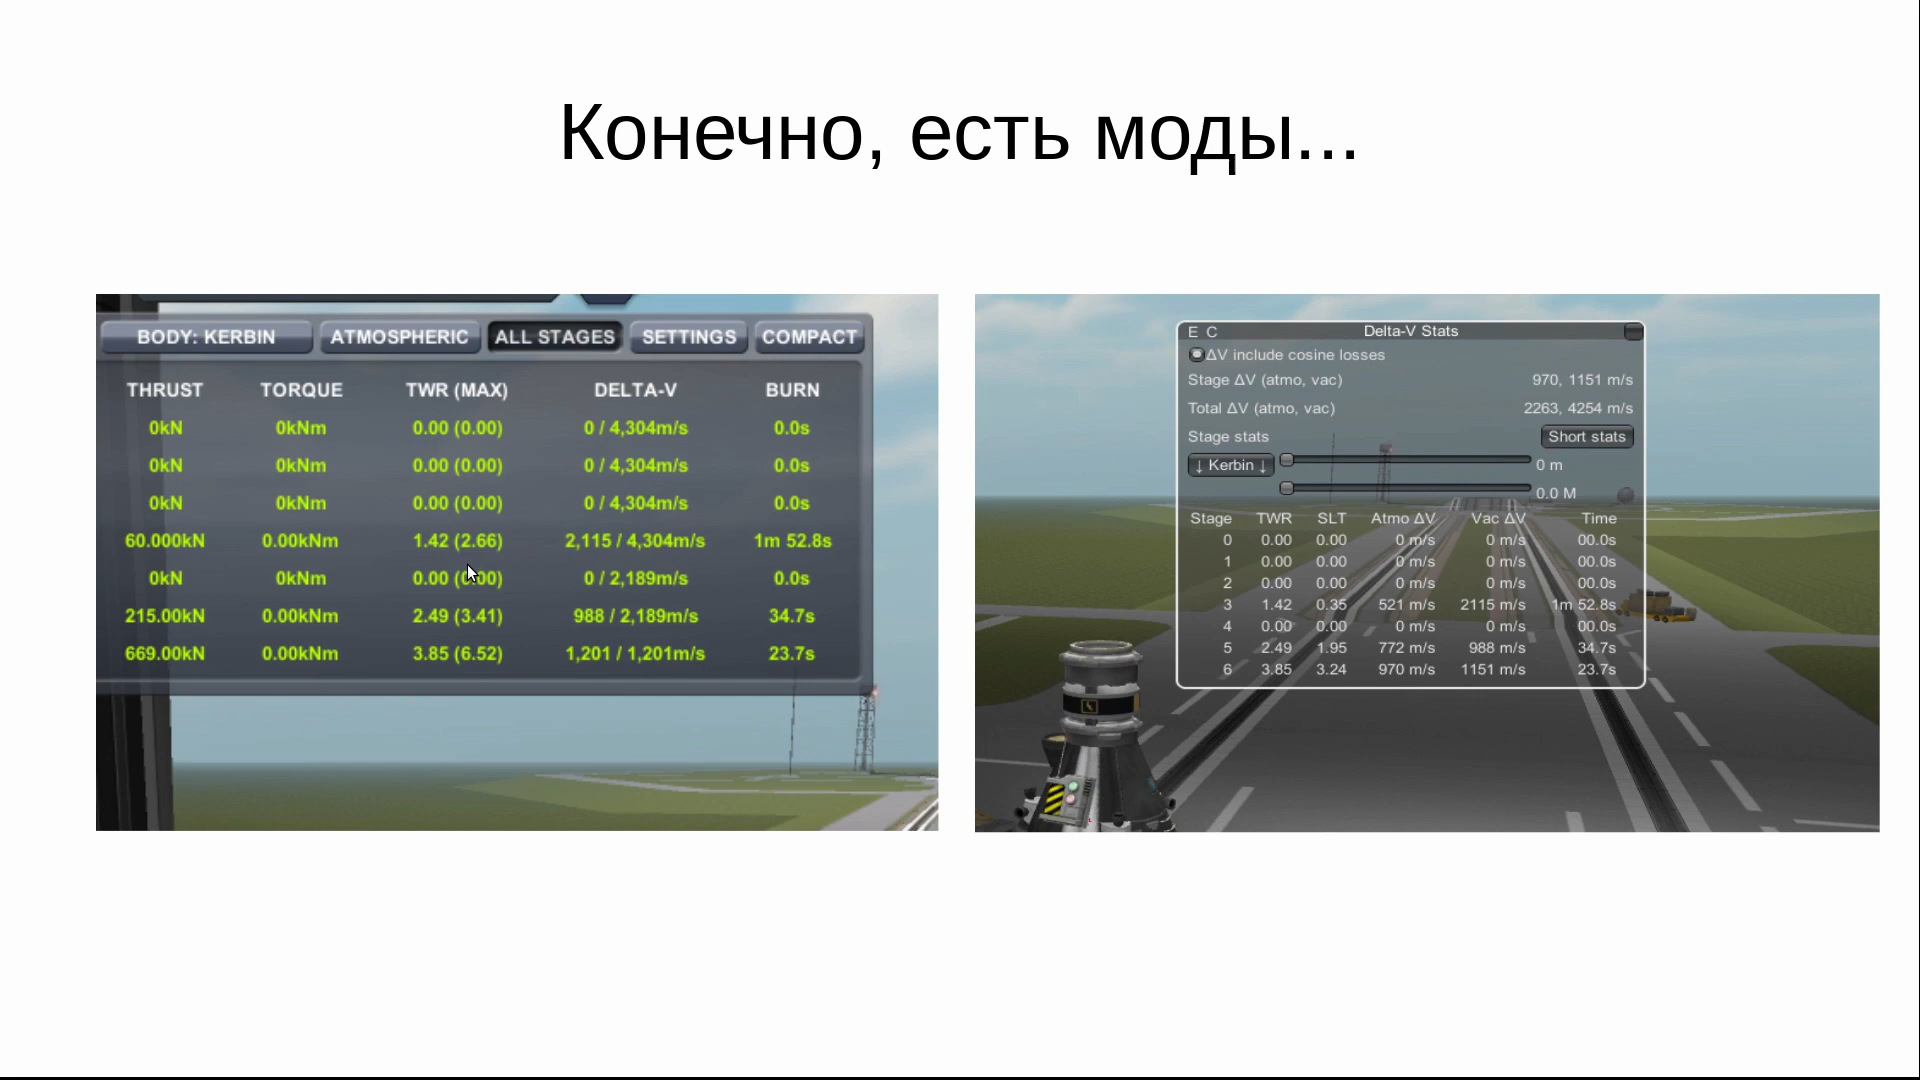 Конечно, есть моды...
BODY: KERBIN ATMOSPHERIC ALL STAGES SETTINGS COMPACT
THRUST TORQUE TWR (MAX) DELTA-V BURN
0kN 0kNm 0.00 (0.00) 0 / 4,304m/s 0.0s
0kN 0kNm 0.00 (0.00) 0 / 4,304m/s 0.0s
0kN 0kNm 0.00 (0.00) 0 / 4,304m/s 0.0s
60.000kN 0.00kNm 1.42 (2.66) 2,115 / 4,304m/s 1m 52.8s
0kN 0kNm 0.00 (0.00) 0 / 2,189m/s 0.0s
215.00kN 0.00kNm 2.49 (3.41) 988 / 2,189m/s 34.7s
669.00kN 0.00kNm 3.85 (6.52) 1,201 / 1,201m/s 23.7s
E C Delta-V Stats
ΔV include cosine losses
Stage ΔV (atmo, vac) 970, 1151 m/s
Total ΔV (atmo, vac) 2263, 4254 m/s
Stage stats Short stats
↓ Kerbin ↓ 0 m
0.0 M
Stage TWR SLT Atmo ΔV Vac ΔV Time
0 0.00 0.00 0 m/s 0 m/s 00.0s
1 0.00 0.00 0 m/s 0 m/s 00.0s
2 0.00 0.00 0 m/s 0 m/s 00.0s
3 1.42 0.35 521 m/s 2115 m/s 1m 52.8s
4 0.00 0.00 0 m/s 0 m/s 00.0s
5 2.49 1.95 772 m/s 988 m/s 34.7s
6 3.85 3.24 970 m/s 1151 m/s 23.7s